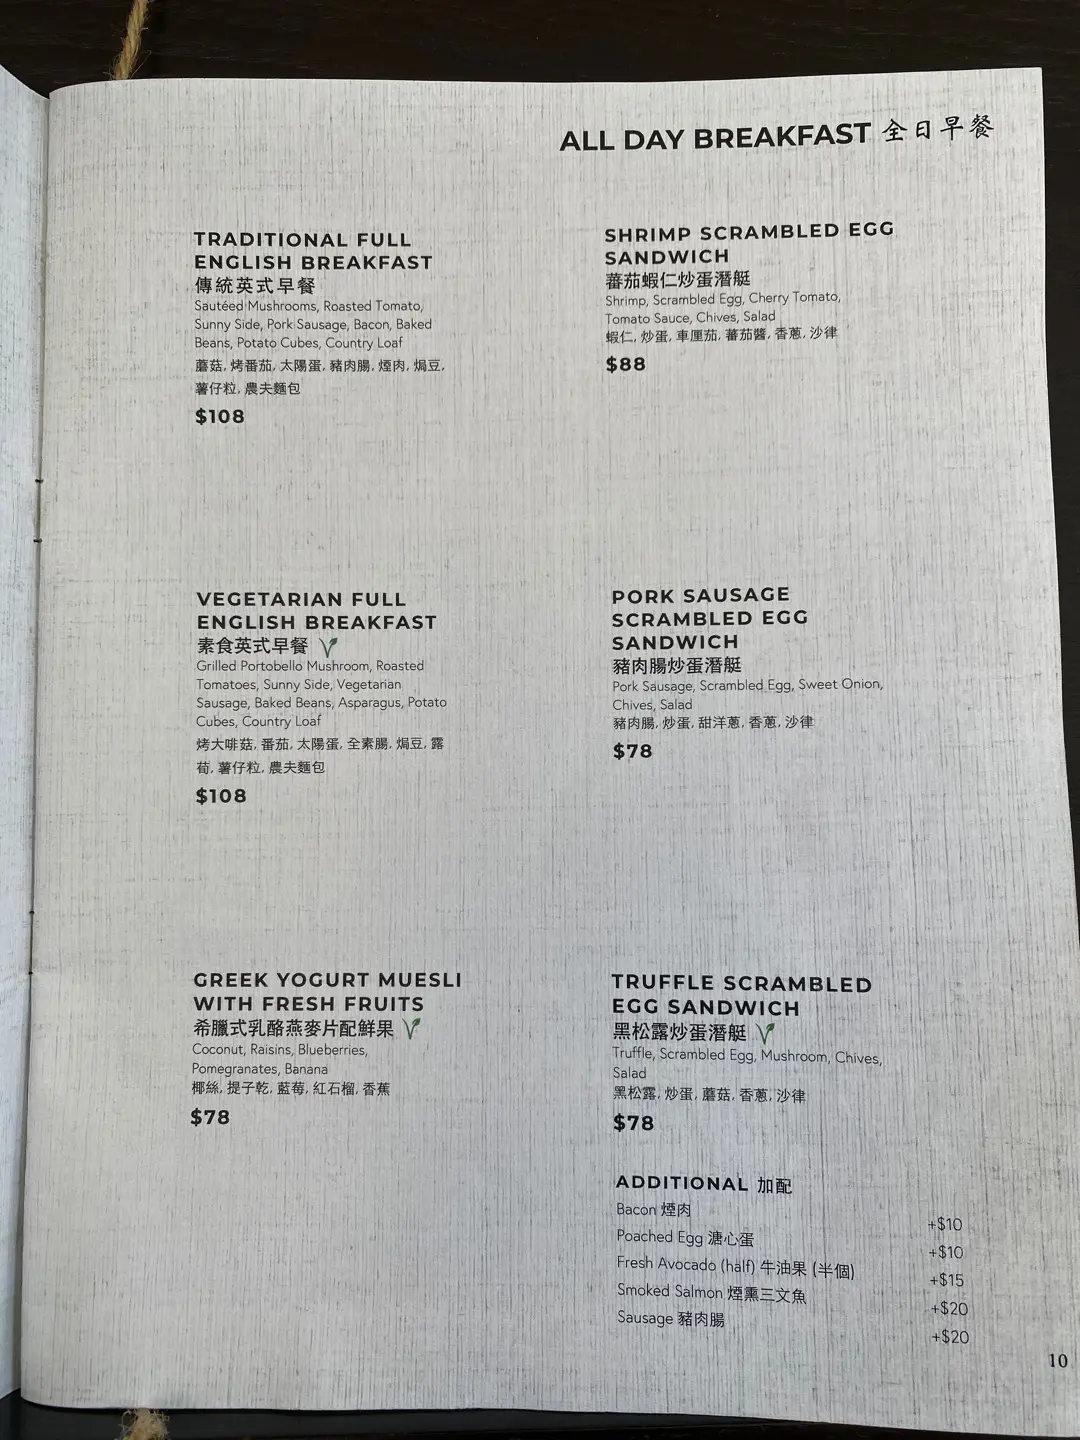 ALL DAY BREAKFAST 全日早餐
TRADITIONAL FULL
ENGLISH BREAKFAST
傳統英式早餐
Sautéed Mushrooms, Roasted Tomato,
Sunny Side, Pork Sausage, Bacon, Baked
Beans, Potato Cubes, Country Loaf
蘑菇, 烤番茄, 太陽蛋, 豬肉腸, 煙肉, 焗豆,
薯仔粒, 農夫麵包
$108
VEGETARIAN FULL
ENGLISH BREAKFAST
素食英式早餐
Grilled Portobello Mushroom, Roasted
Tomatoes, Sunny Side, Vegetarian
Sausage, Baked Beans, Asparagus, Potato
Cubes, Country Loaf
烤大啡菇, 番茄, 太陽蛋, 全素腸, 焗豆, 露
荀, 薯仔粒, 農夫麵包
$108
GREEK YOGURT MUESLI
WITH FRESH FRUITS
希臘式乳酪燕麥片配鮮果
Coconut, Raisins, Blueberries,
Pomegranates, Banana
椰絲, 提子乾, 藍莓, 紅石榴, 香蕉
$78
SHRIMP SCRAMBLED EGG
SANDWICH
蕃茄蝦仁炒蛋潛艇
Shrimp, Scrambled Egg, Cherry Tomato,
Tomato Sauce, Chives, Salad
蝦仁, 炒蛋, 車厘茄, 蕃茄醬, 香蔥, 沙律
$88
PORK SAUSAGE
SCRAMBLED EGG
SANDWICH
豬肉腸炒蛋潛艇
Pork Sausage, Scrambled Egg, Sweet Onion,
Chives, Salad
豬肉腸, 炒蛋, 甜洋蔥, 香蔥, 沙律
$78
TRUFFLE SCRAMBLED
EGG SANDWICH
黑松露炒蛋潛艇
Truffle, Scrambled Egg, Mushroom, Chives,
Salad
黑松露, 炒蛋, 蘑菇, 香蔥, 沙律
$78
ADDITIONAL 加配
Bacon 煙肉 +$10
Poached Egg 溏心蛋 +$10
Fresh Avocado (half) 牛油果 (半個) +$15
Smoked Salmon 煙熏三文魚 +$20
Sausage 豬肉腸 +$20
10